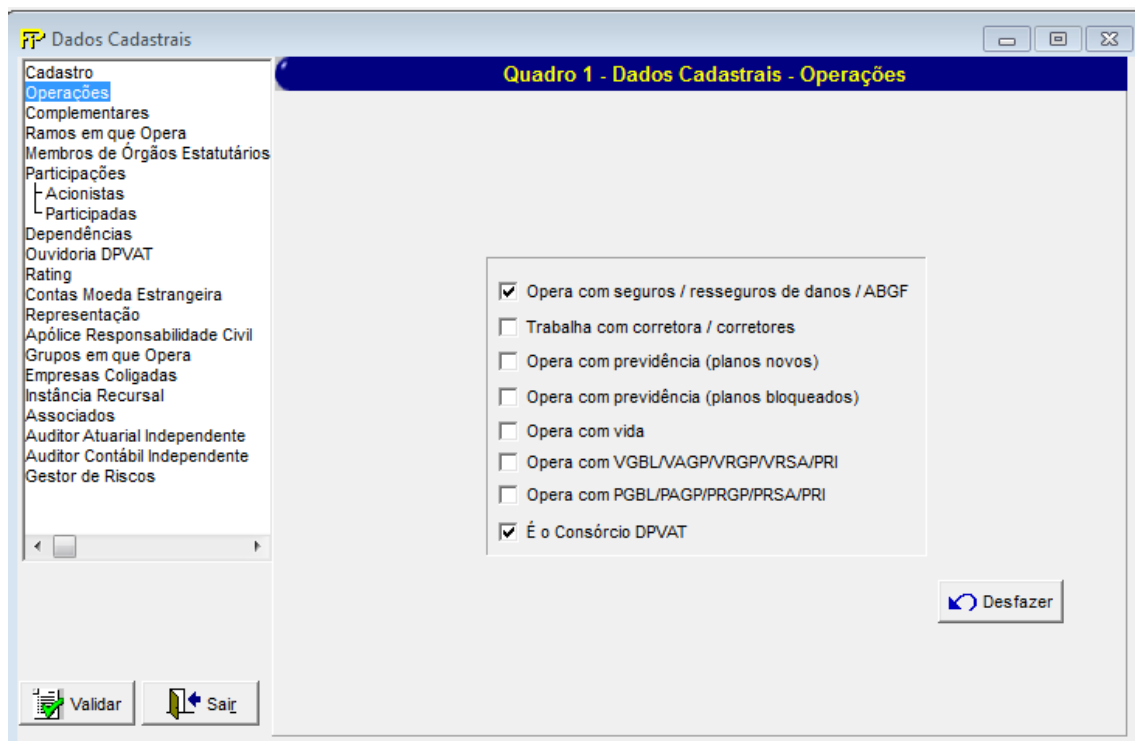 FP Dados Cadastrais
Cadastro
Operações
Complementares
Ramos em que Opera
Membros de Órgãos Estatutários
Participações
Acionistas
Participadas
Dependências
Ouvidoria DPVAT
Rating
Contas Moeda Estrangeira
Representação
Apólice Responsabilidade Civil
Grupos em que Opera
Empresas Coligadas
Instância Recursal
Associados
Auditor Atuarial Independente
Auditor Contábil Independente
Gestor de Riscos
Validar
Sair
Quadro 1 - Dados Cadastrais - Operações
Opera com seguros / resseguros de danos / ABGF
Trabalha com corretora / corretores
Opera com previdência (planos novos)
Opera com previdência (planos bloqueados)
Opera com vida
Opera com VGBL/VAGP/VRGP/VRSA/PRI
Opera com PGBL/PAGP/PRGP/PRSA/PRI
É o Consórcio DPVAT
Desfazer